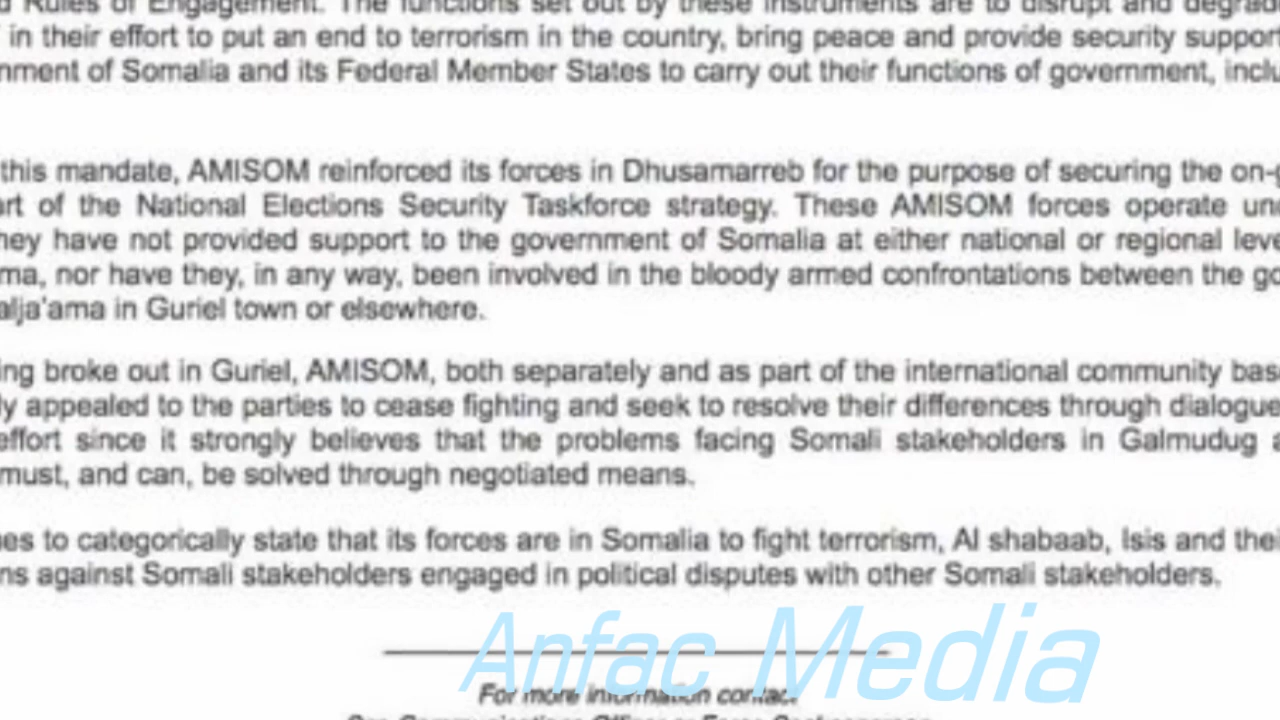 Rules of Engagement. The functions set out by these instruments are to disrupt and
in their effort to put an end to terrorism in the country, bring peace and provide security support
nment of Somalia and its Federal Member States to carry out their functions of government, inclu
this mandate, AMISOM reinforced its forces in Dhusamarreb for the purpose of securing the on-g
art of the National Elections Security Taskforce strategy. These AMISOM forces operate un
hey have not provided support to the government of Somalia at either national or regional leve
ma, nor have they, in any way, been involved in the bloody armed confrontations between the go
alja'ama in Guriel town or elsewhere.
ing broke out in Guriel, AMISOM, both separately and as part of the international community bas
ly appealed to the parties to cease fighting and seek to resolve their differences through dialogue
effort since it strongly believes that the problems facing Somali stakeholders in Galmudug a
must, and can, be solved through negotiated means.
es to categorically state that its forces are in Somalia to fight terrorism, Al shabaab, Isis and thei
ns against Somali stakeholders engaged in political disputes with other Somali stakeholders.
Anfac Media
For more information contact